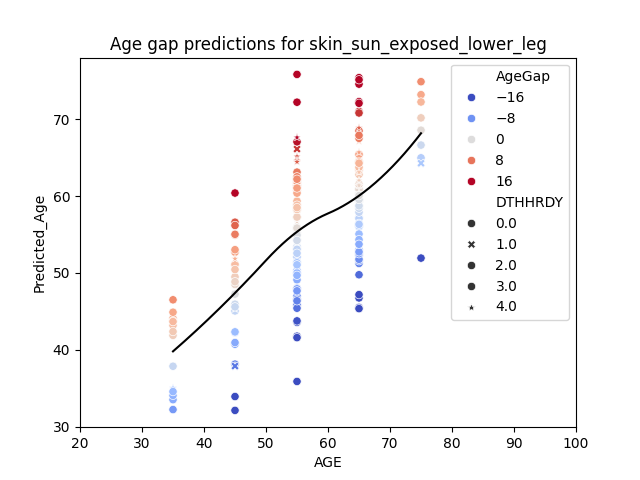 Age gap predictions for skin_sun_exposed_lower_leg
Predicted_Age
70
60
50
40
30
20 30 40 50 60 70 80 90 100
AGE
AgeGap
−16
−8
0
8
16
DTHHRDY
0.0
1.0
2.0
3.0
4.0